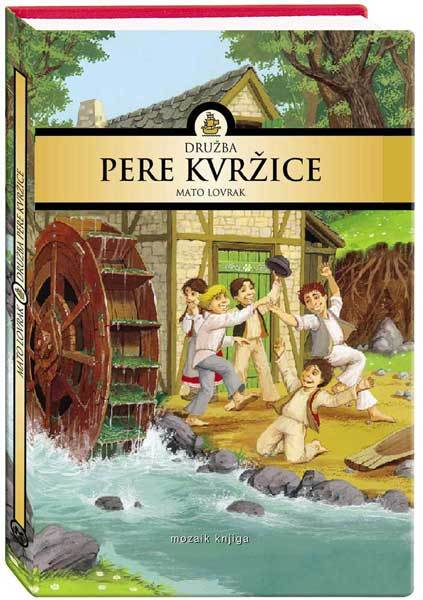 DRUŽBA
PERE KVRŽICE
MATO LOVRAK
mozaik knjiga
MATO LOVRAK DRUŽBA PERE KVRŽICE